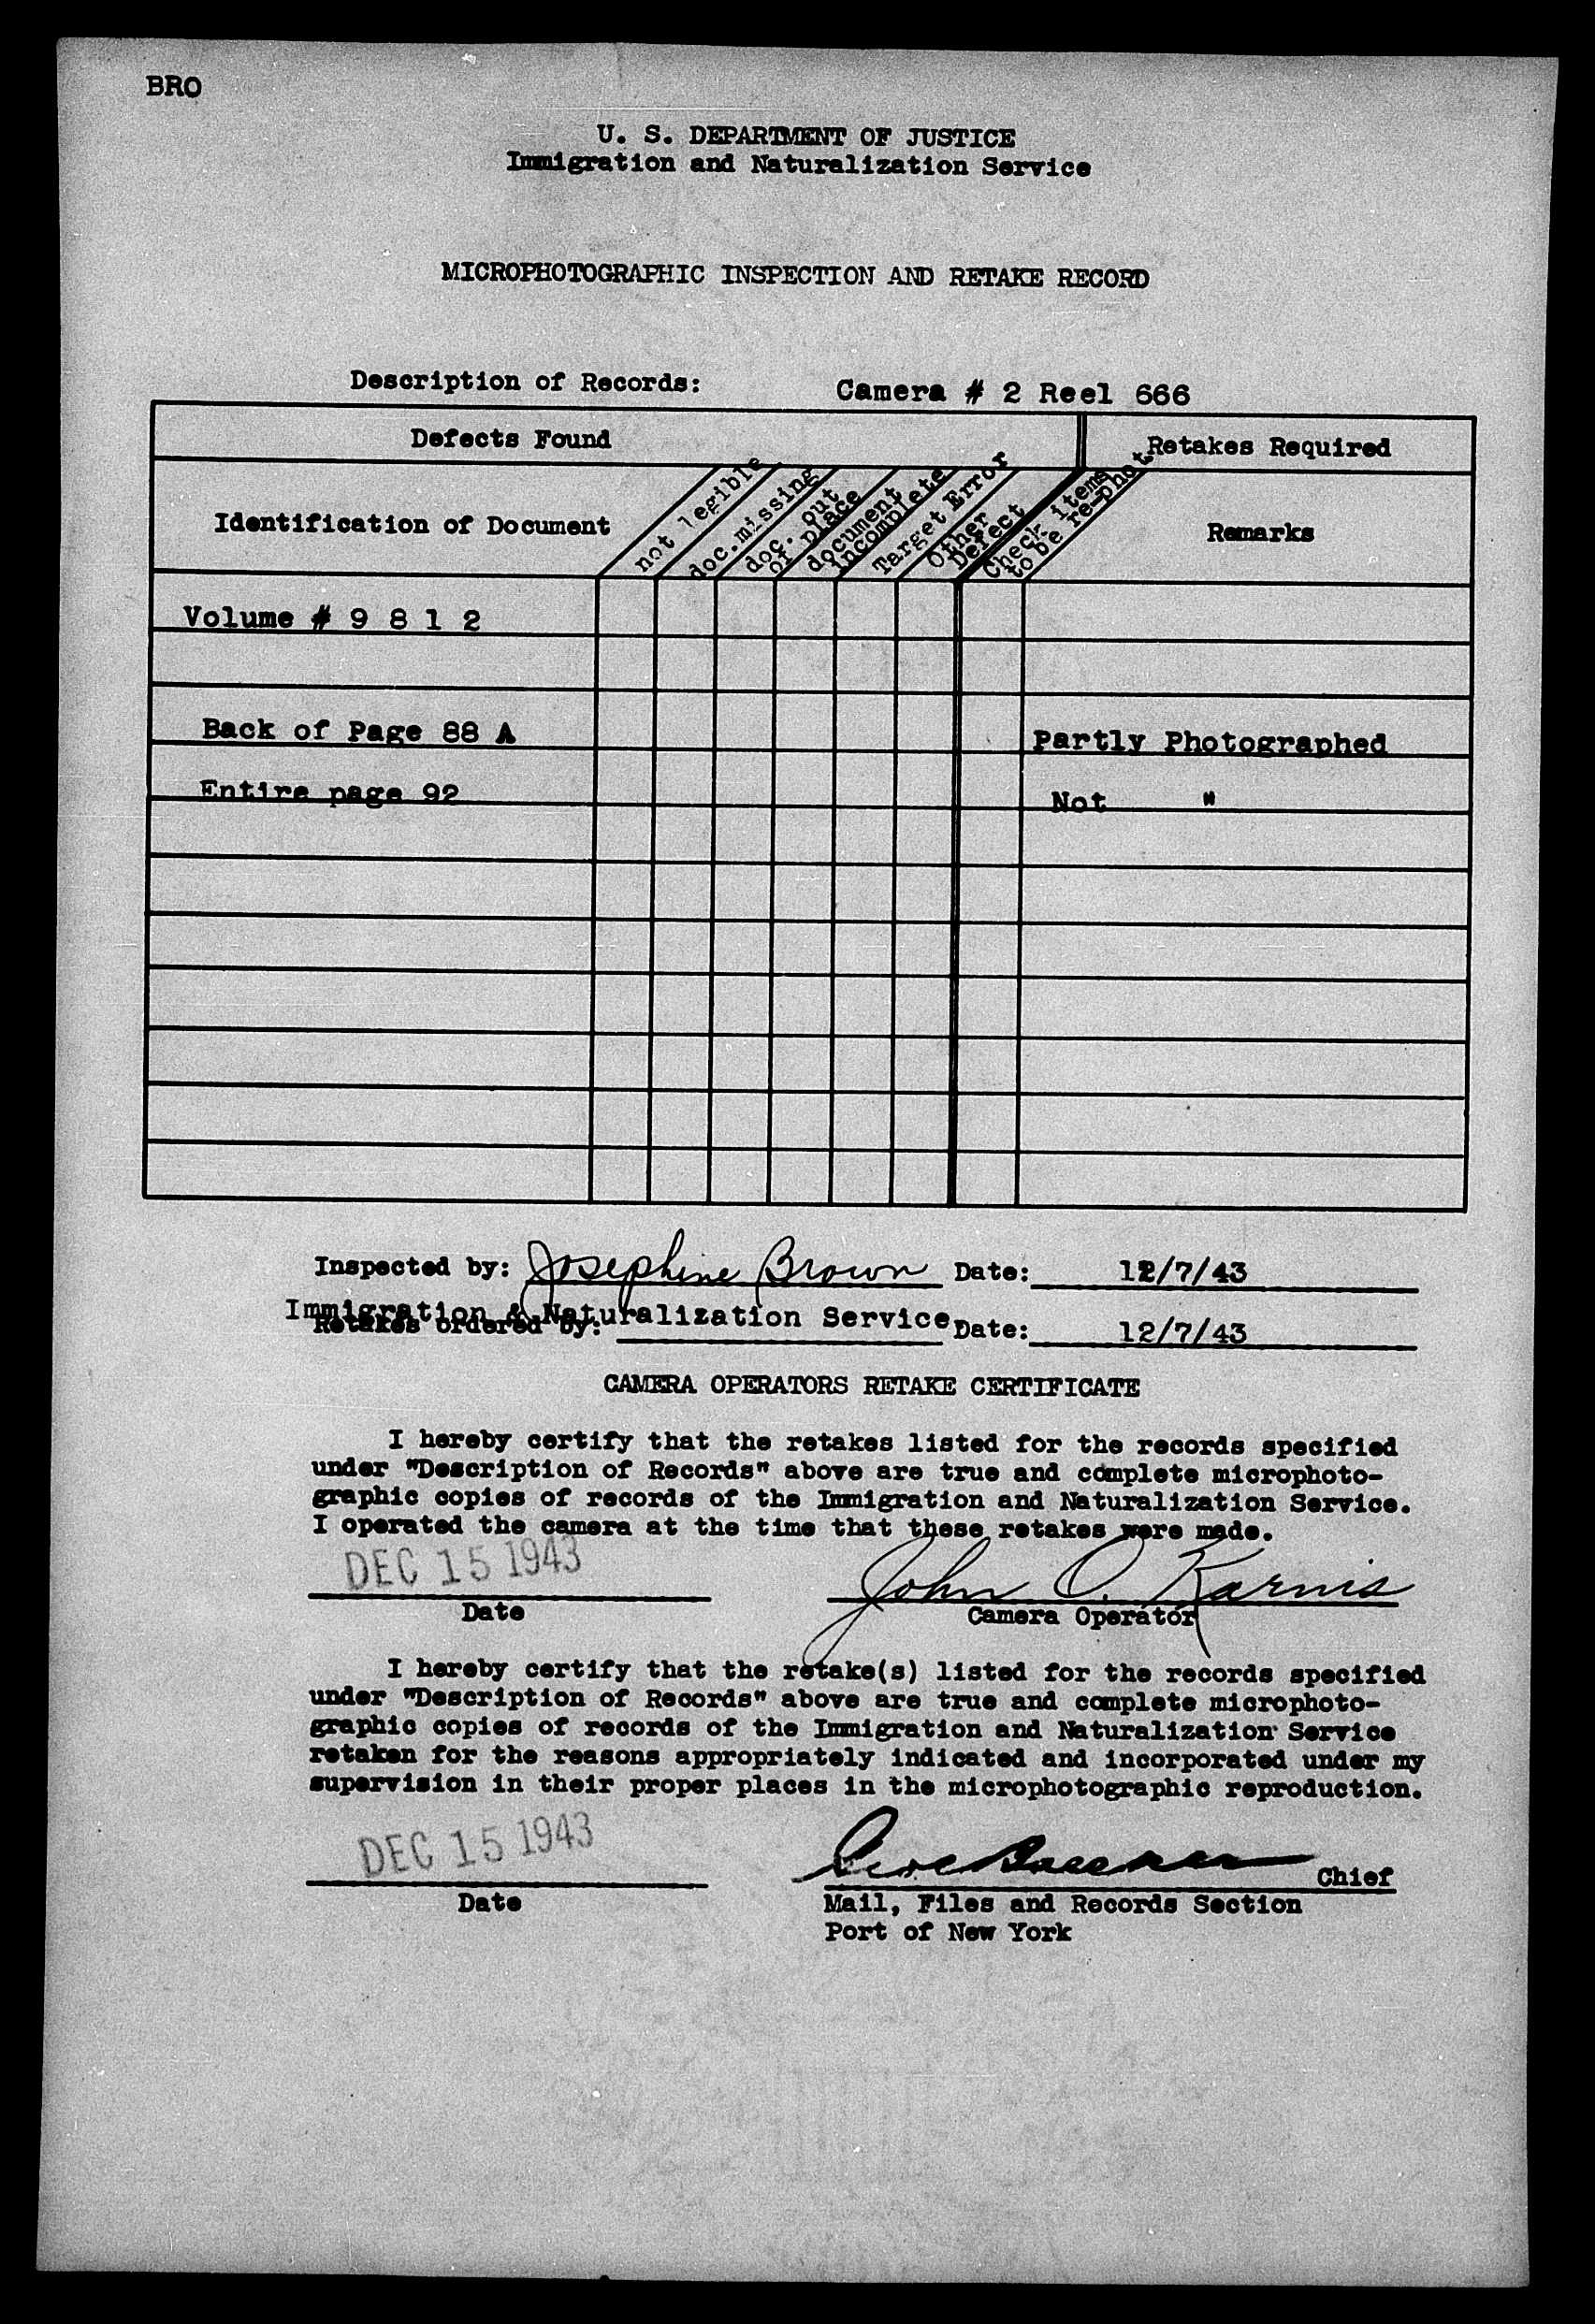 BRO
U. S. DEPARTMENT OF JUSTICE
Immigration and Naturalization Service
MICROPHOTOGRAPHIC INSPECTION AND RETAKE RECORD
Description of Records: Camera # 2 Reel 666
Defects Found Retakes Required
Identification of Document
not legible
doc. missing
doc. out
of place
document
incomplete
Target Error
Other
Defect
Check items
to be re-phot
Remarks
Volume # 9 8 1 2
Back of Page 88 A Partly Photographed
Entire page 92 Not "
Inspected by: Josephine Brown Date: 12/7/43
Immigration & Naturalization Service
Retakes ordered by: Date: 12/7/43
CAMERA OPERATORS RETAKE CERTIFICATE
I hereby certify that the retakes listed for the records specified
under "Description of Records" above are true and complete microphoto-
graphic copies of records of the Immigration and Naturalization Service.
I operated the camera at the time that these retakes were made.
DEC 15 1943 John O. Karnis
Date Camera Operator
I hereby certify that the retake(s) listed for the records specified
under "Description of Records" above are true and complete microphoto-
graphic copies of records of the Immigration and Naturalization Service
retaken for the reasons appropriately indicated and incorporated under my
supervision in their proper places in the microphotographic reproduction.
DEC 15 1943 Chief
Date Mail, Files and Records Section
Port of New York